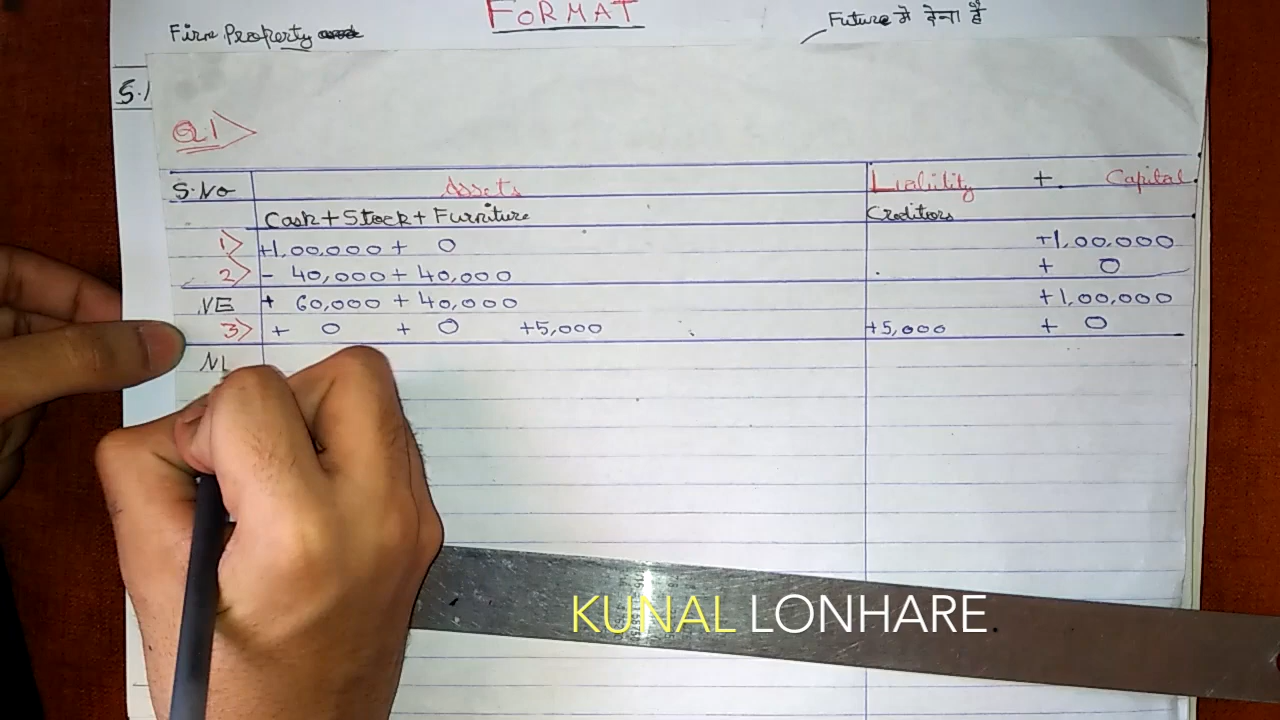 FORMAT
Firm Property
Future में देना है
S.
Q.1
S.No Assets Liability + Capital
Cash + Stock + Furniture Creditors
1> +1,00,000 + 0 +1,00,000
2> - 40,000 + 40,000 + 0
NE + 60,000 + 40,000 +1,00,000
3> + 0 + 0 +5,000 +5,000 + 0
KUNAL LONHARE